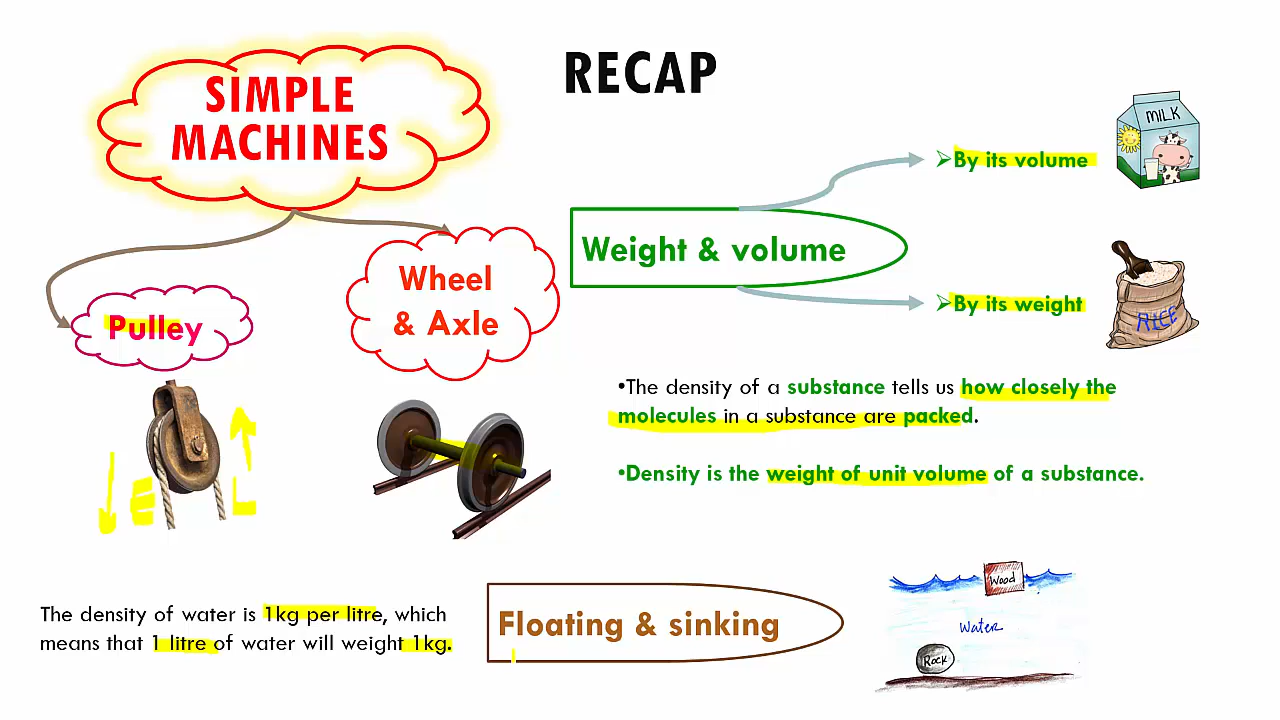 RECAP
SIMPLE
MACHINES
Pulley
Wheel
& Axle
E
L
Weight & volume
➢By its volume
MILK
➢By its weight
RICE
•The density of a substance tells us how closely the
molecules in a substance are packed.
•Density is the weight of unit volume of a substance.
The density of water is 1kg per litre, which
means that 1 litre of water will weight 1kg.
Floating & sinking
Wood
Water
Rock